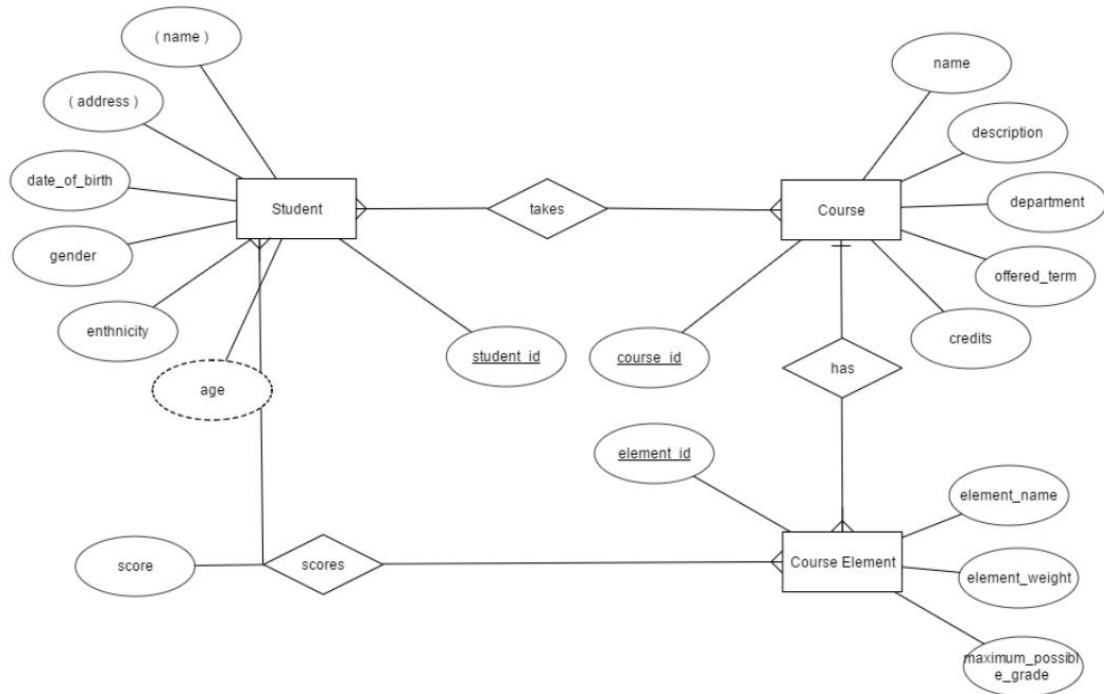 ( name )
name
( address )
description
date_of_birth
department
Student
takes
Course
gender
offered_term
enthnicity
credits
student_id
course_id
has
age
element_id
element_name
score
scores
Course Element
element_weight
maximum_possibl
e_grade